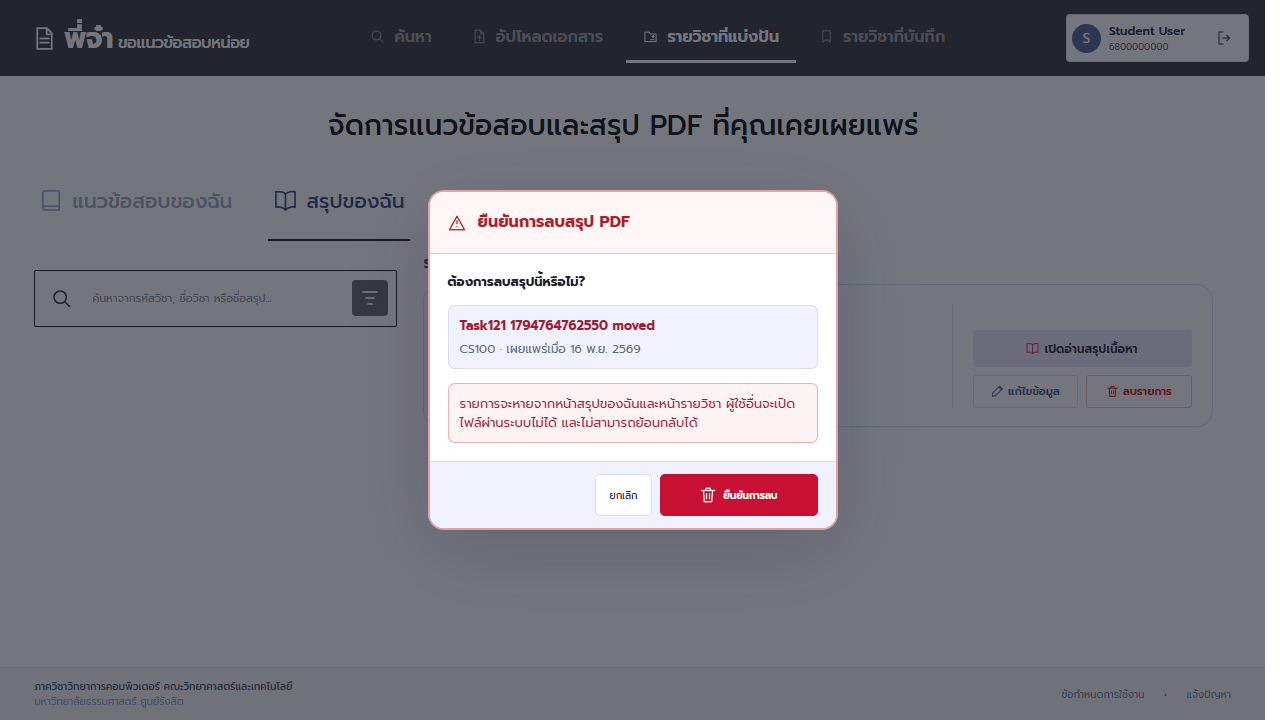 พี่จำ ขอแนวข้อสอบหน่อย
ค้นหา
อัปโหลดเอกสาร
รายวิชาที่แบ่งปัน
รายวิชาที่บันทึก
S
Student User
6800000000
จัดการแนวข้อสอบและสรุป PDF ที่คุณเคยเผยแพร่
แนวข้อสอบของฉัน
สรุปของฉัน
ค้นหาจากรหัสวิชา, ชื่อวิชา หรือชื่อสรุป...
ยืนยันการลบสรุป PDF
ต้องการลบสรุปนี้หรือไม่?
Task121 1794764762550 moved
CS100 · เผยแพร่เมื่อ 16 พ.ย. 2569
รายการจะหายจากหน้าสรุปของฉันและหน้ารายวิชา ผู้ใช้อื่นจะเปิด
ไฟล์ผ่านระบบไม่ได้ และไม่สามารถย้อนกลับได้
ยกเลิก
ยืนยันการลบ
เปิดอ่านสรุปเนื้อหา
แก้ไขข้อมูล
ลบรายการ
ภาควิชาวิทยาการคอมพิวเตอร์ คณะวิทยาศาสตร์และเทคโนโลยี
มหาวิทยาลัยธรรมศาสตร์ ศูนย์รังสิต
ข้อกำหนดการใช้งาน • แจ้งปัญหา